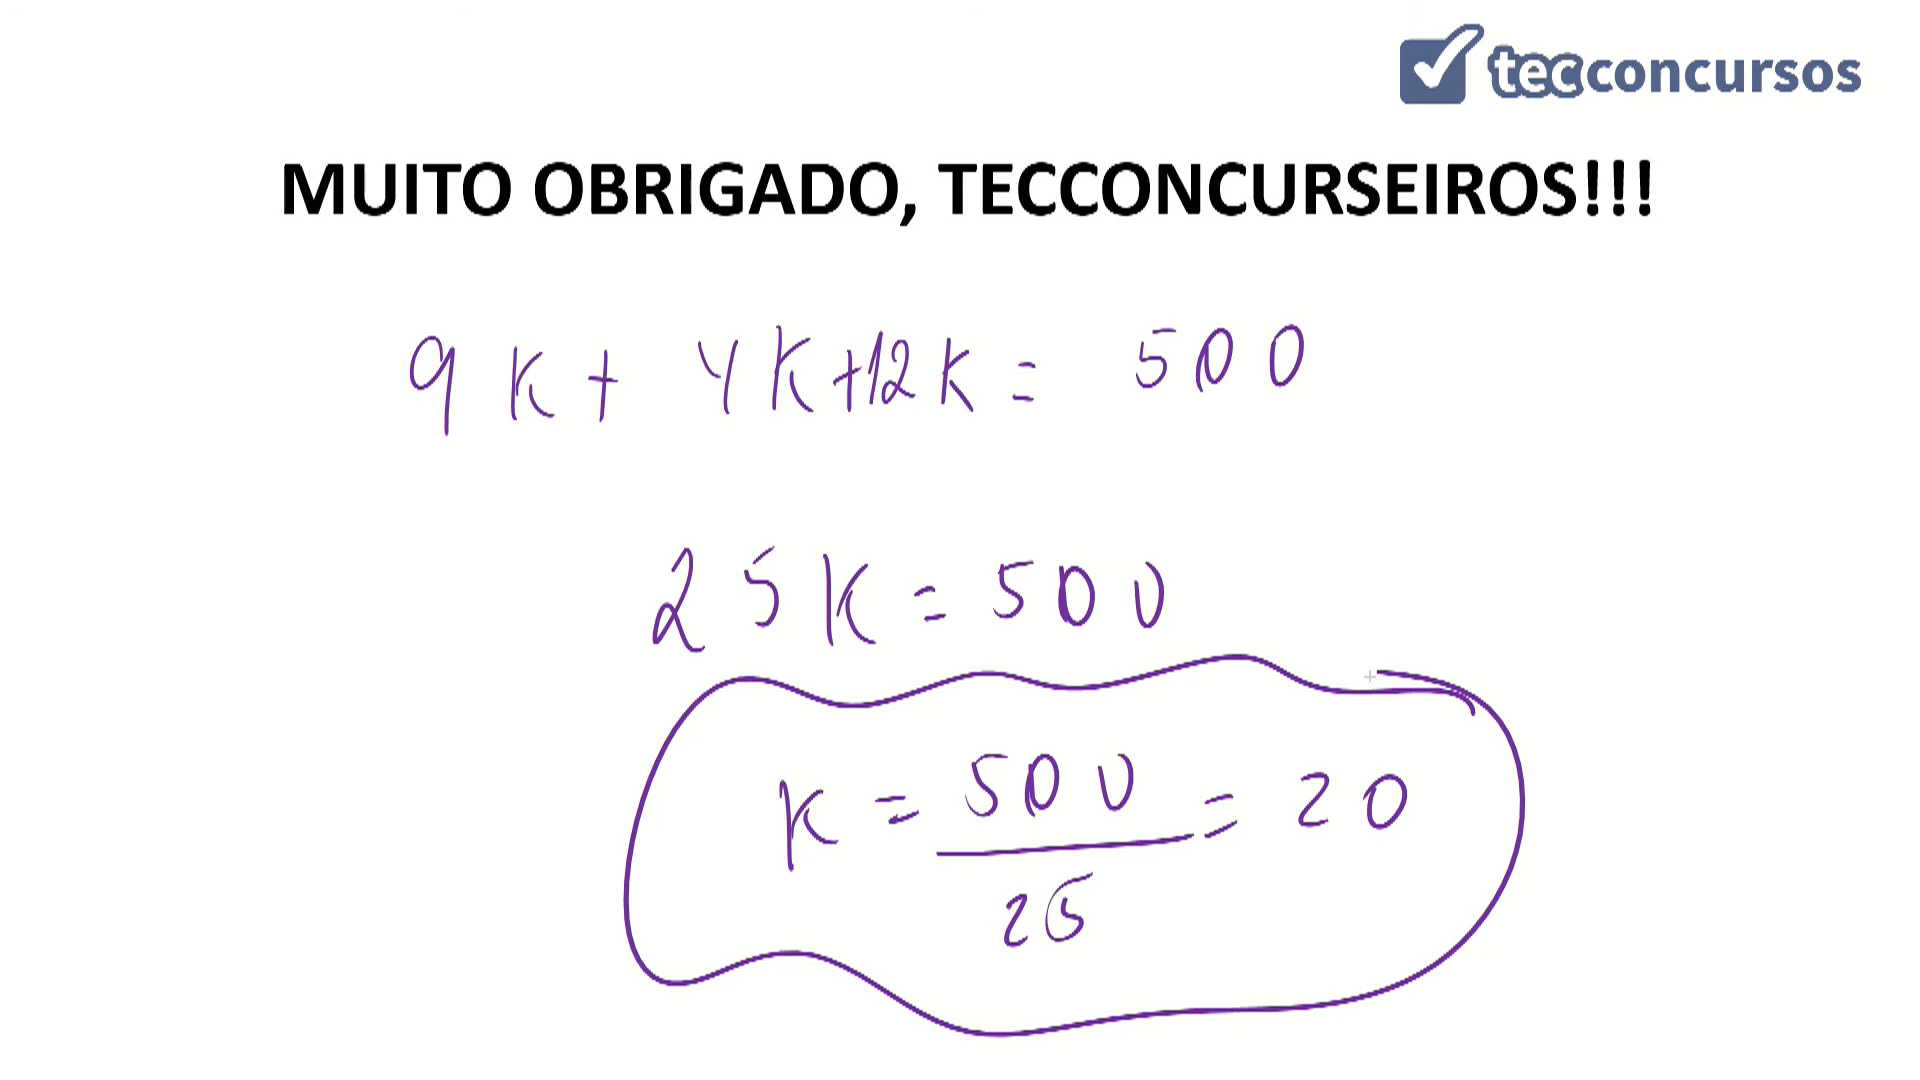 tecconcursos
MUITO OBRIGADO, TECCONCURSEIROS!!!
9K + 4K+12K = 500
25K = 500
K = 500 = 20
25